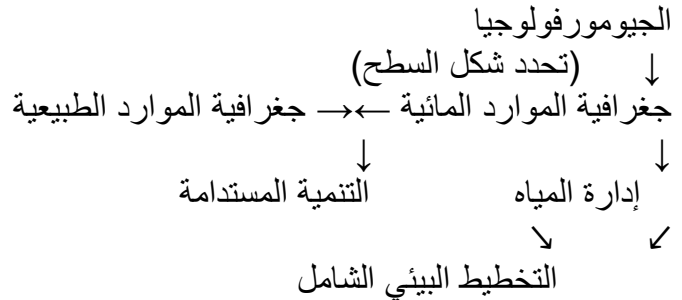 الجيومورفولوجيا
↓ (تحدد شكل السطح)
جغرافية الموارد المائية ←→ جغرافية الموارد الطبيعية
↓ ↓
إدارة المياه التنمية المستدامة
↙ ↘
التخطيط البيئي الشامل